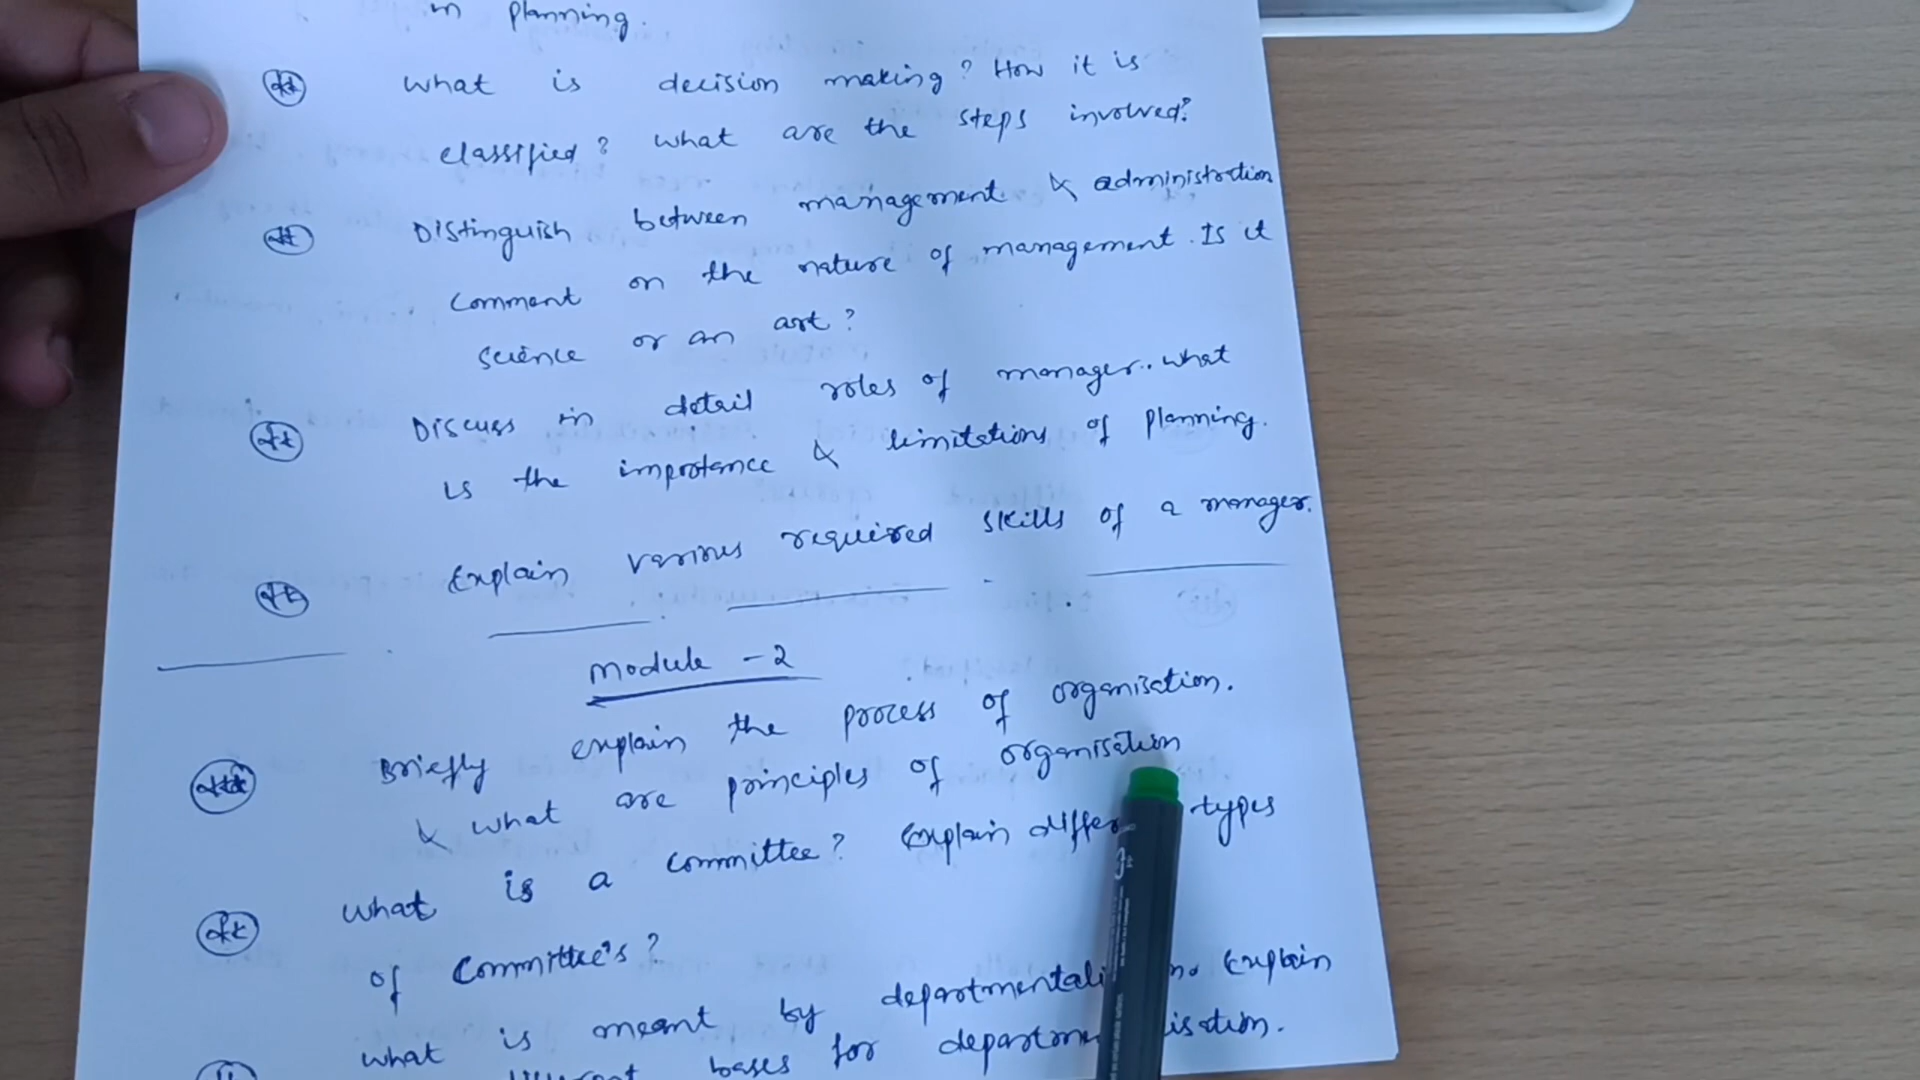 in planning.
What is decision making? How it is
classified? What are the steps involved?
Distinguish between management & administration
Comment on the nature of management. Is it
science or an art?
Discuss in detail roles of manager.. what
is the improtance & limitations of planning.
Explain various required skills of a manager.
Module - 2
Briefly explain the process of organisation.
& what are principles of organisation
What is a committee? Explain types
of Committee's?
What is meant by Explain
bases for